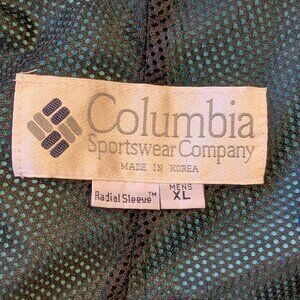 Columbia
Sportswear Company
MADE IN KOREA
Radial Sleeve™
MENS
XL